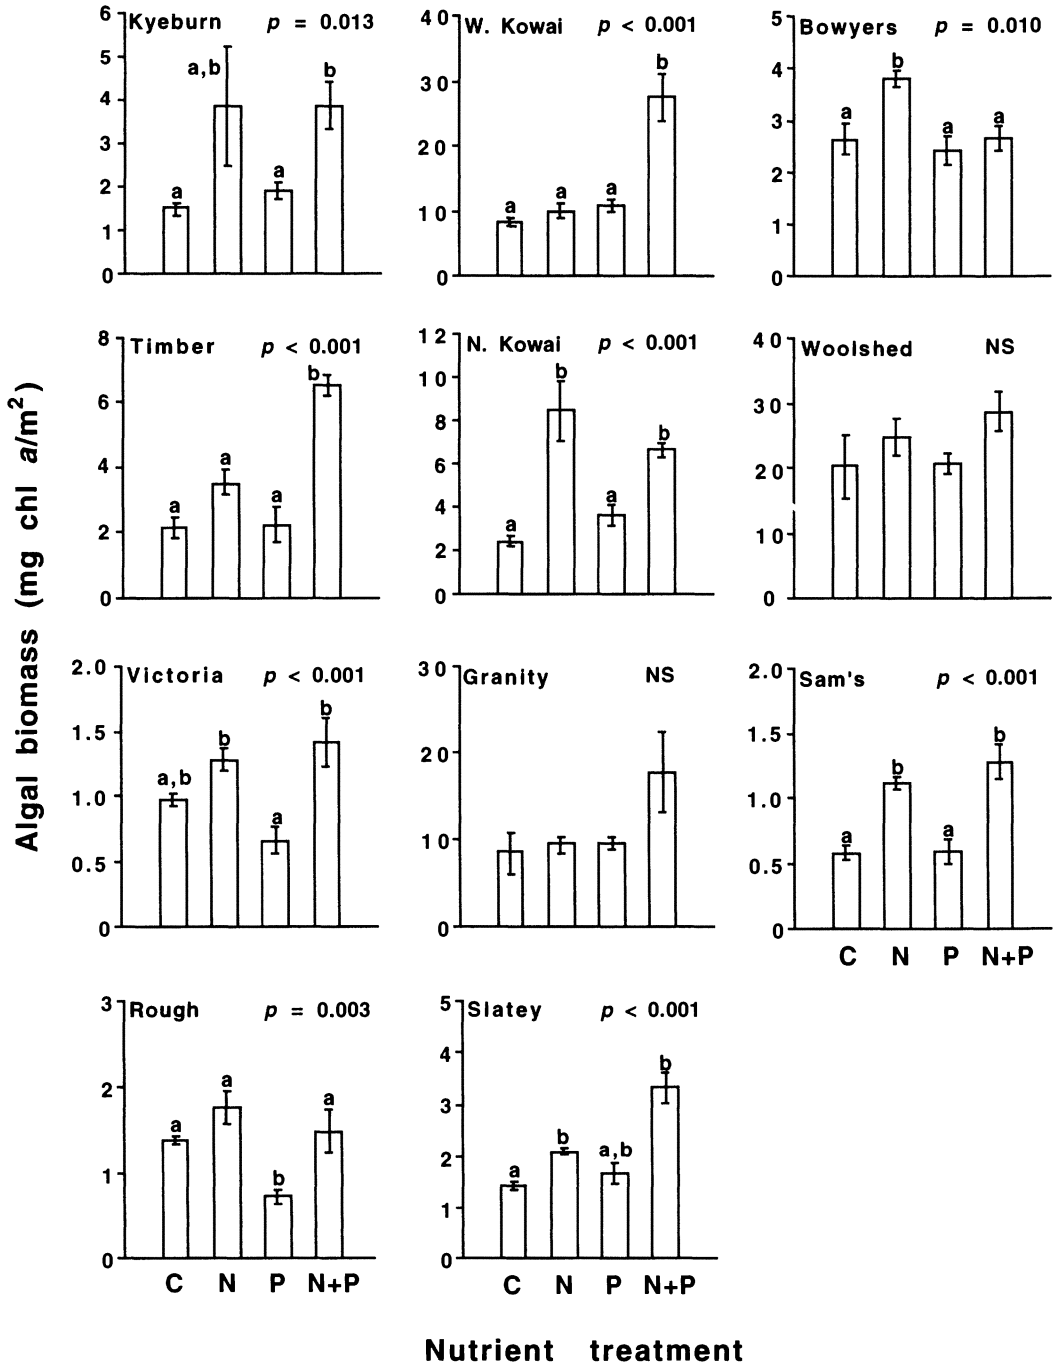 Algal biomass (mg chl a/m²)
Kyeburn p = 0.013
6
5
4
3
2
1
0
a
a,b
a
b
W. Kowai p < 0.001
40
30
20
10
0
a
a
a
b
Bowyers p = 0.010
5
4
3
2
1
0
a
b
a
a
Timber p < 0.001
8
6
4
2
0
a
a
a
b
N. Kowai p < 0.001
12
10
8
6
4
2
0
a
b
a
b
Woolshed NS
40
30
20
10
0
Victoria p < 0.001
2.0
1.5
1.0
0.5
0
a,b
b
a
b
Granity NS
30
20
10
0
Sam's p < 0.001
2.0
1.5
1.0
0.5
0
a
b
a
b
C N P N+P
Rough p = 0.003
3
2
1
0
a
a
b
a
C N P N+P
Slatey p < 0.001
5
4
3
2
1
0
a
b
a,b
b
C N P N+P
Nutrient treatment